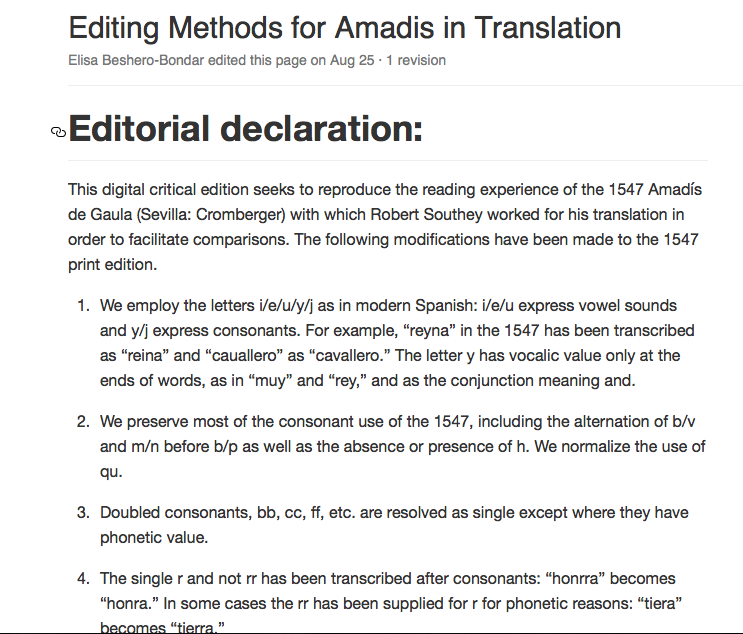 Editing Methods for Amadis in Translation
Elisa Beshero-Bondar edited this page on Aug 25 · 1 revision
Editorial declaration:
This digital critical edition seeks to reproduce the reading experience of the 1547 Amadís
de Gaula (Sevilla: Cromberger) with which Robert Southey worked for his translation in
order to facilitate comparisons. The following modifications have been made to the 1547
print edition.
1. We employ the letters i/e/u/y/j as in modern Spanish: i/e/u express vowel sounds
and y/j express consonants. For example, “reyna” in the 1547 has been transcribed
as “reina” and “cauallero” as “cavallero.” The letter y has vocalic value only at the
ends of words, as in “muy” and “rey,” and as the conjunction meaning and.
2. We preserve most of the consonant use of the 1547, including the alternation of b/v
and m/n before b/p as well as the absence or presence of h. We normalize the use of
qu.
3. Doubled consonants, bb, cc, ff, etc. are resolved as single except where they have
phonetic value.
4. The single r and not rr has been transcribed after consonants: “honrra” becomes
“honra.” In some cases the rr has been supplied for r for phonetic reasons: “tiera”
becomes “tierra.”